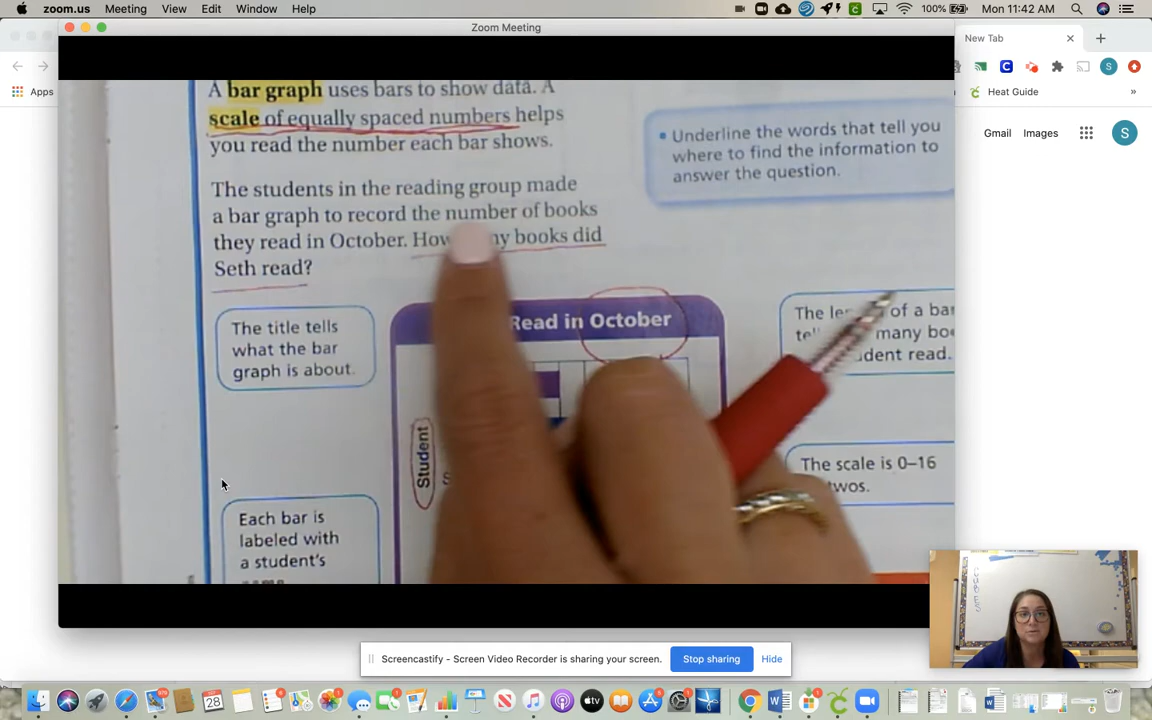 zoom.us Meeting View Edit Window Help
100%
Mon 11:42 AM
Zoom Meeting
New Tab
Apps
Heat Guide
Gmail Images
S
S
A bar graph uses bars to show data. A
scale of equally spaced numbers helps
you read the number each bar shows.
The students in the reading group made
a bar graph to record the number of books
they read in October. books did
Seth read?
Underline the words that tell you
where to find the information to
answer the question.
The title tells
what the bar
graph is about.
Read in October
Student
Each bar is
labeled with
a student's
The of a bar
many
student read.
The scale is 0–16
twos.
Screencastify - Screen Video Recorder is sharing your screen.
Stop sharing
Hide